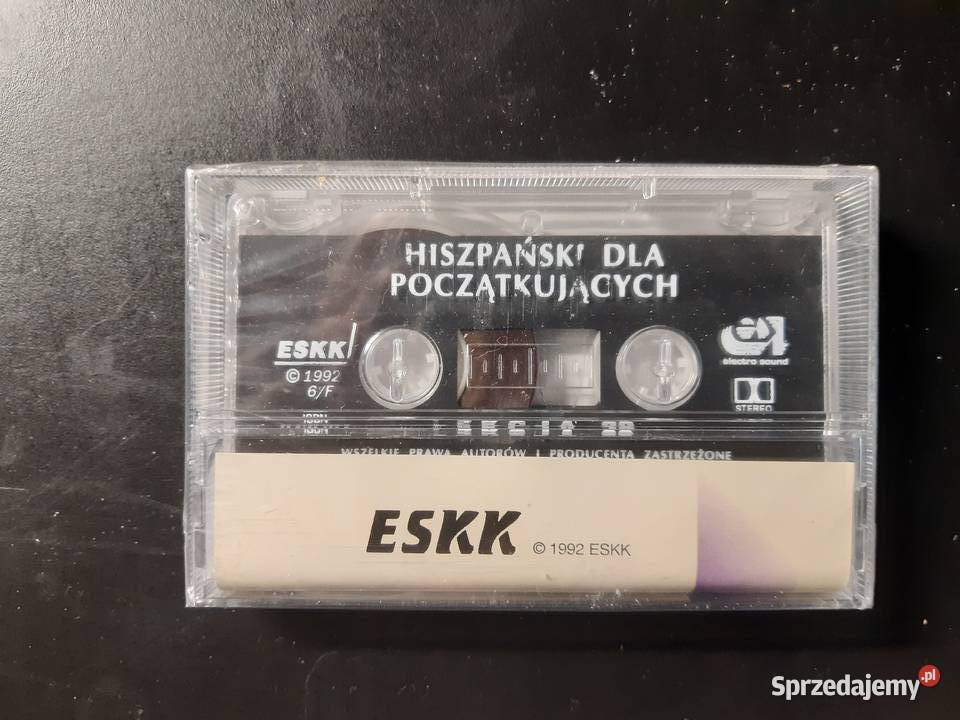 HISZPAŃSKI DLA
POCZĄTKUJĄCYCH
ESKK
© 1992
6/F
electro sound
STEREO
ISBN
WSZELKIE PRAWA AUTORÓW I PRODUCENTA ZASTRZEŻONE
ESKK © 1992 ESKK
Sprzedajemy.pl